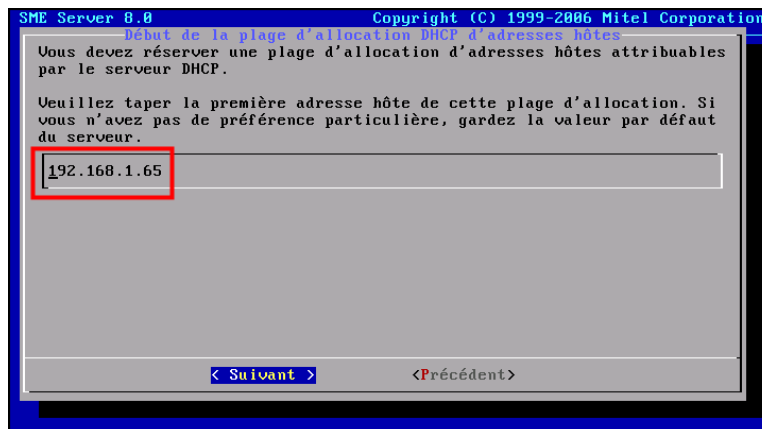 SME Server 8.0 Copyright (C) 1999-2006 Mitel Corporation
Début de la plage d'allocation DHCP d'adresses hôtes
Vous devez réserver une plage d'allocation d'adresses hôtes attribuables
par le serveur DHCP.
Veuillez taper la première adresse hôte de cette plage d'allocation. Si
vous n'avez pas de préférence particulière, gardez la valeur par défaut
du serveur.
192.168.1.65
< Suivant > <Précédent>